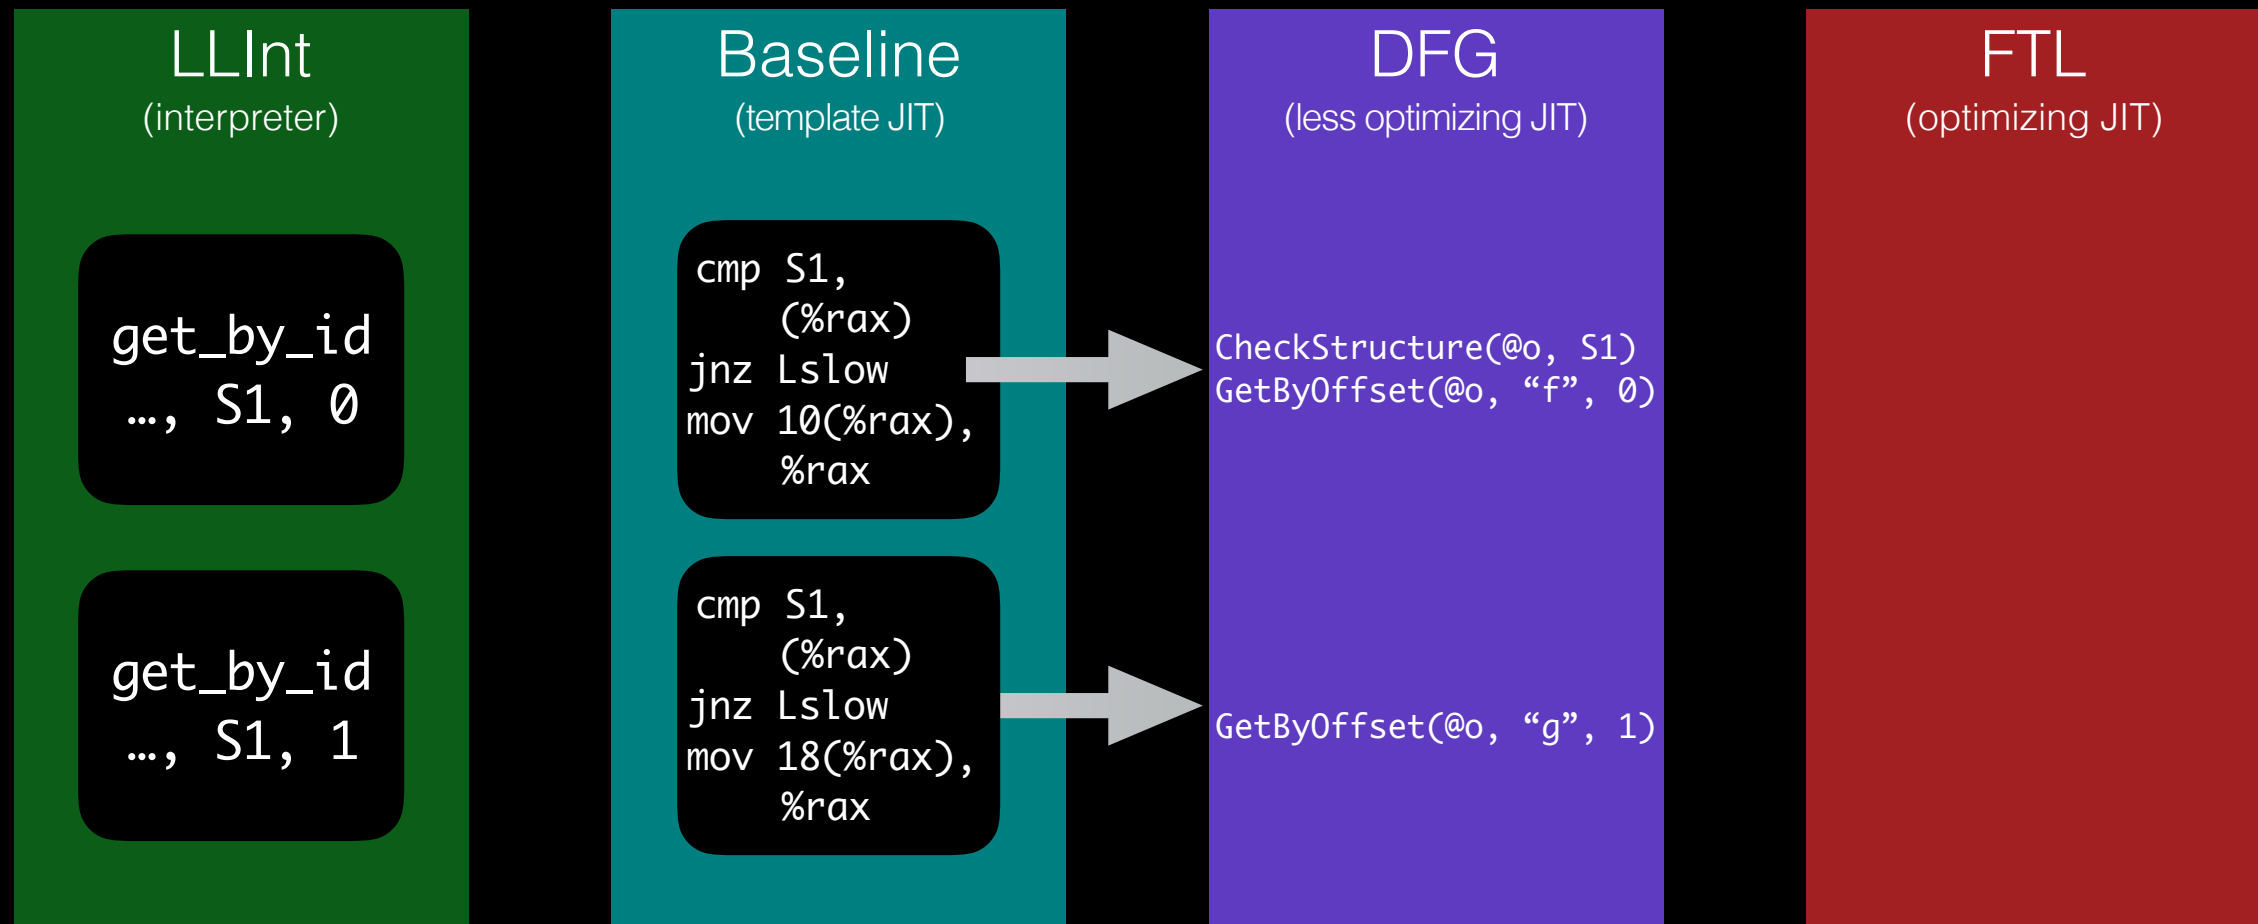 LLInt
(interpreter)
get_by_id
…, S1, 0
get_by_id
…, S1, 1
Baseline
(template JIT)
cmp S1,
(%rax)
jnz Lslow
mov 10(%rax),
%rax
cmp S1,
(%rax)
jnz Lslow
mov 18(%rax),
%rax
DFG
(less optimizing JIT)
CheckStructure(@o, S1)
GetByOffset(@o, “f”, 0)
GetByOffset(@o, “g”, 1)
FTL
(optimizing JIT)